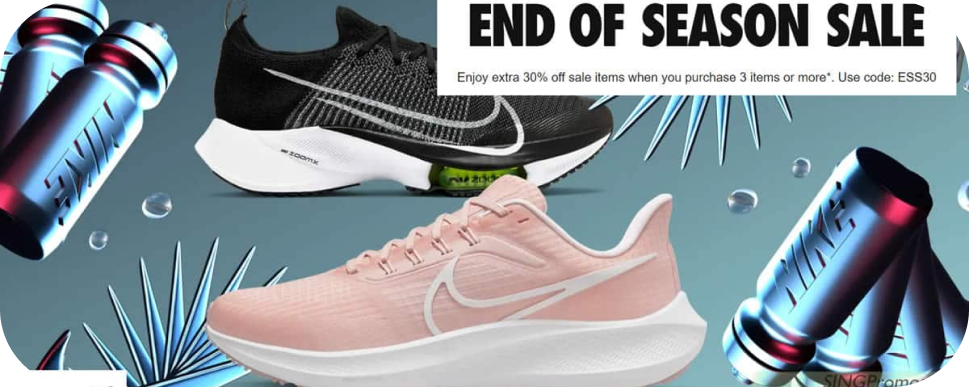 END OF SEASON SALE
Enjoy extra 30% off sale items when you purchase 3 items or more*. Use code: ESS30
NIKE
zoomx
NIKE